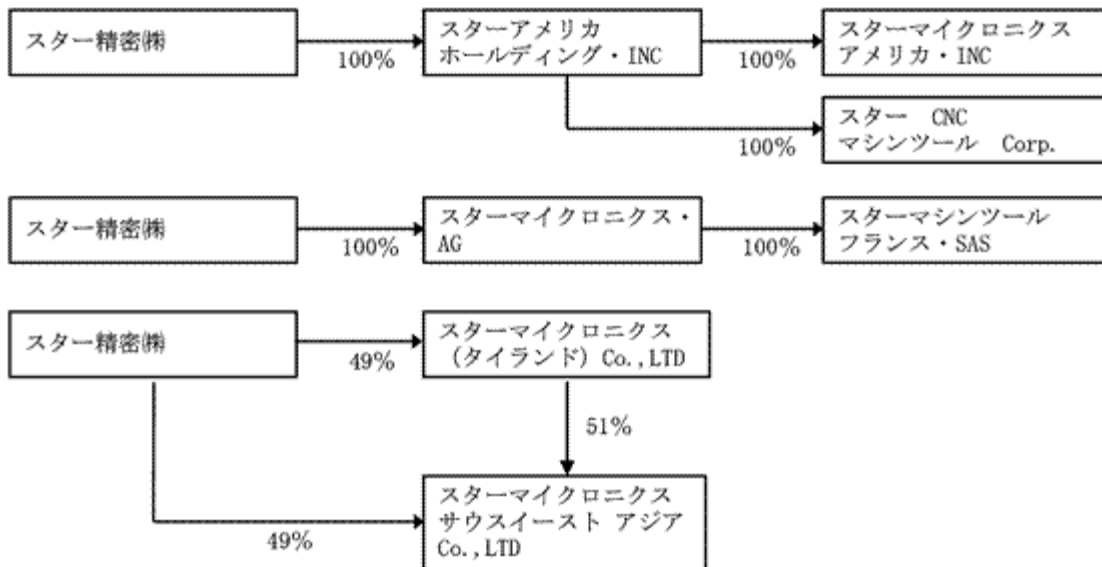 スター精密㈱
100%
スターアメリカ
ホールディング・INC
100%
スターマイクロニクス
アメリカ・INC
100%
スター　CNC
マシンツール　Corp.
スター精密㈱
100%
スターマイクロニクス・
AG
100%
スターマシンツール
フランス・SAS
スター精密㈱
49%
スターマイクロニクス
（タイランド）Co.,LTD
51%
49%
スターマイクロニクス
サウスイースト アジア
Co.,LTD